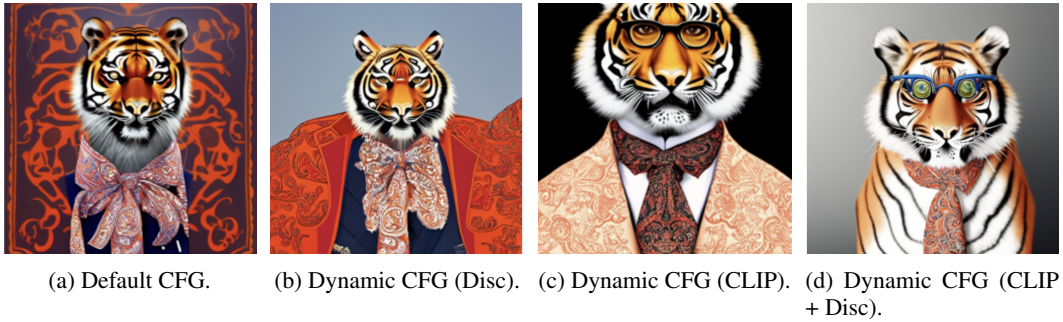 (a) Default CFG.
(b) Dynamic CFG (Disc).
(c) Dynamic CFG (CLIP).
(d) Dynamic CFG (CLIP
+ Disc).